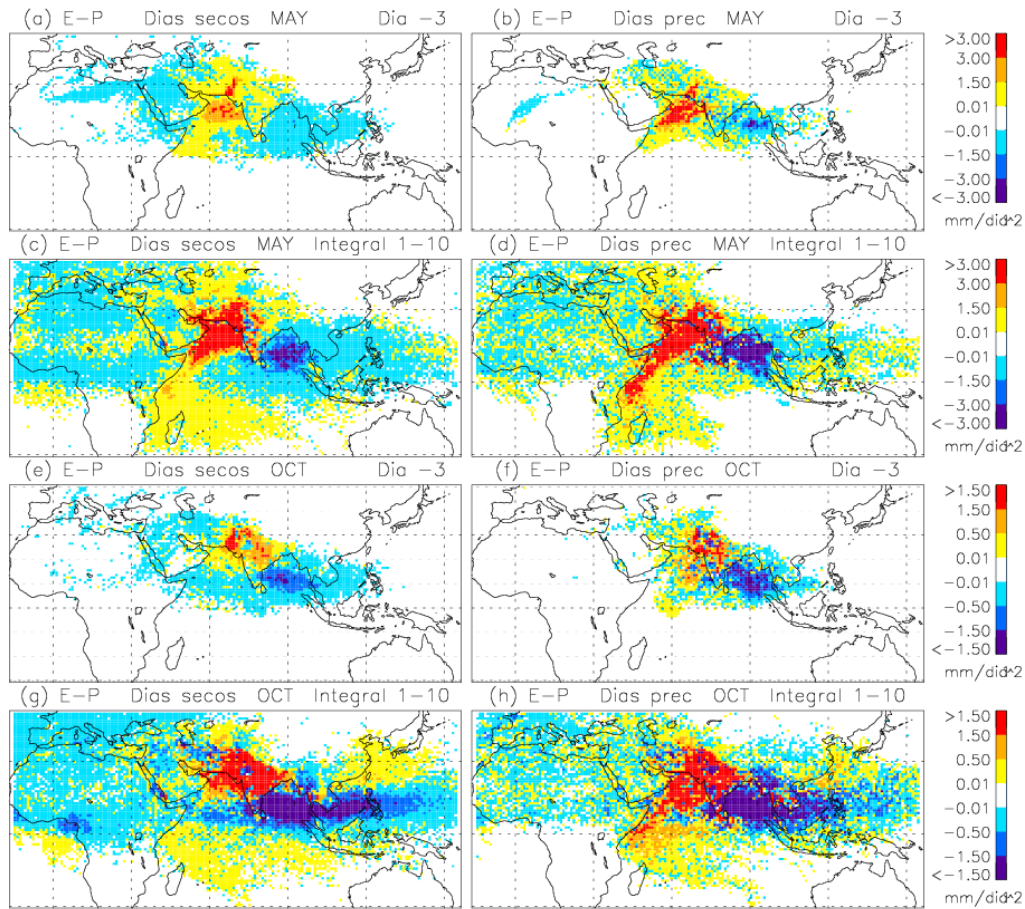 (a) E-P Dias secos MAY Dia -3
(b) E-P Dias prec MAY Dia -3
>3.00
3.00
1.50
0.01
-0.01
-1.50
-3.00
<-3.00
mm/dia^2
(c) E-P Dias secos MAY Integral 1-10
(d) E-P Dias prec MAY Integral 1-10
>3.00
3.00
1.50
0.01
-0.01
-1.50
-3.00
<-3.00
mm/dia^2
(e) E-P Dias secos OCT Dia -3
(f) E-P Dias prec OCT Dia -3
>1.50
1.50
0.50
0.01
-0.01
-0.50
-1.50
<-1.50
mm/dia^2
(g) E-P Dias secos OCT Integral 1-10
(h) E-P Dias prec OCT Integral 1-10
>1.50
1.50
0.50
0.01
-0.01
-0.50
-1.50
<-1.50
mm/dia^2